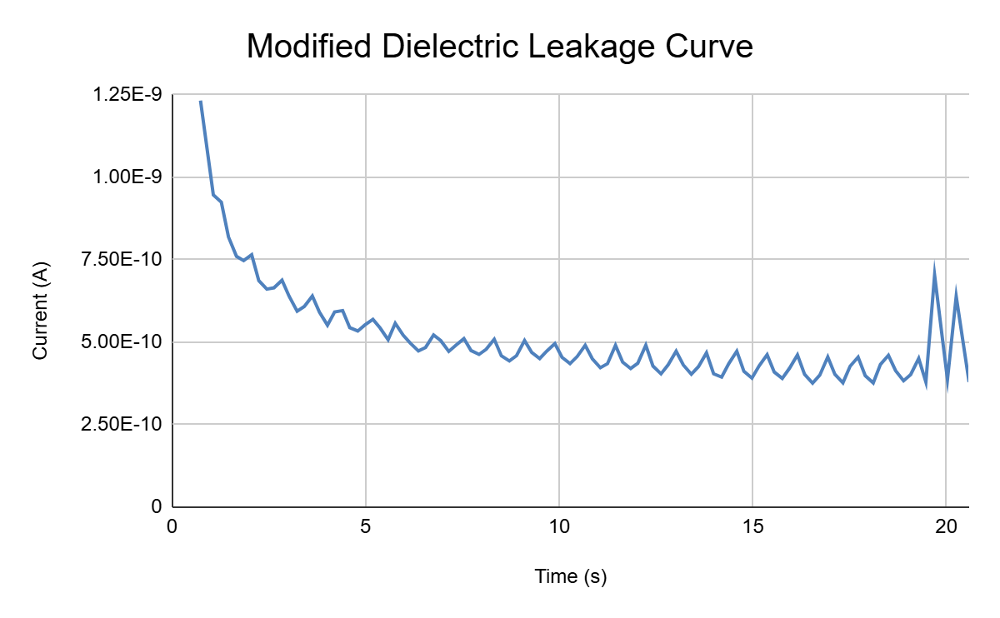 Modified Dielectric Leakage Curve
1.25E-9
1.00E-9
7.50E-10
5.00E-10
2.50E-10
0
Current (A)
0 5 10 15 20
Time (s)